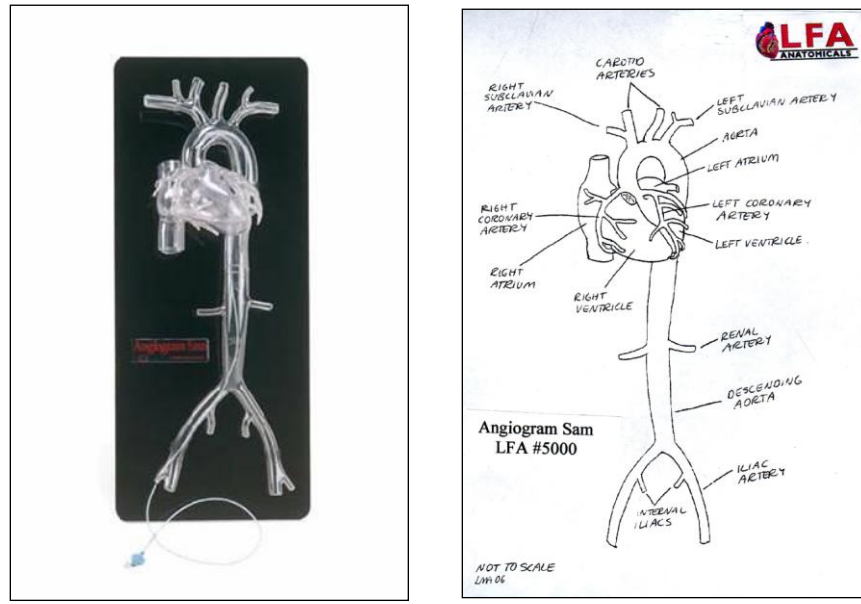 Angiogram Sam
LFA
ANATOMICALS
CAROTID
ARTERIES
RIGHT
SUBCLAVIAN
ARTERY
LEFT
SUBCLAVIAN ARTERY
AORTA
LEFT ATRIUM
RIGHT
CORONARY
ARTERY
LEFT CORONARY
ARTERY
LEFT VENTRICLE.
RIGHT
ATRIUM
RIGHT
VENTRICLE
RENAL
ARTERY
DESCENDING
AORTA
Angiogram Sam
LFA #5000
ILIAC
ARTERY
INTERNAL
ILIACS
NOT TO SCALE